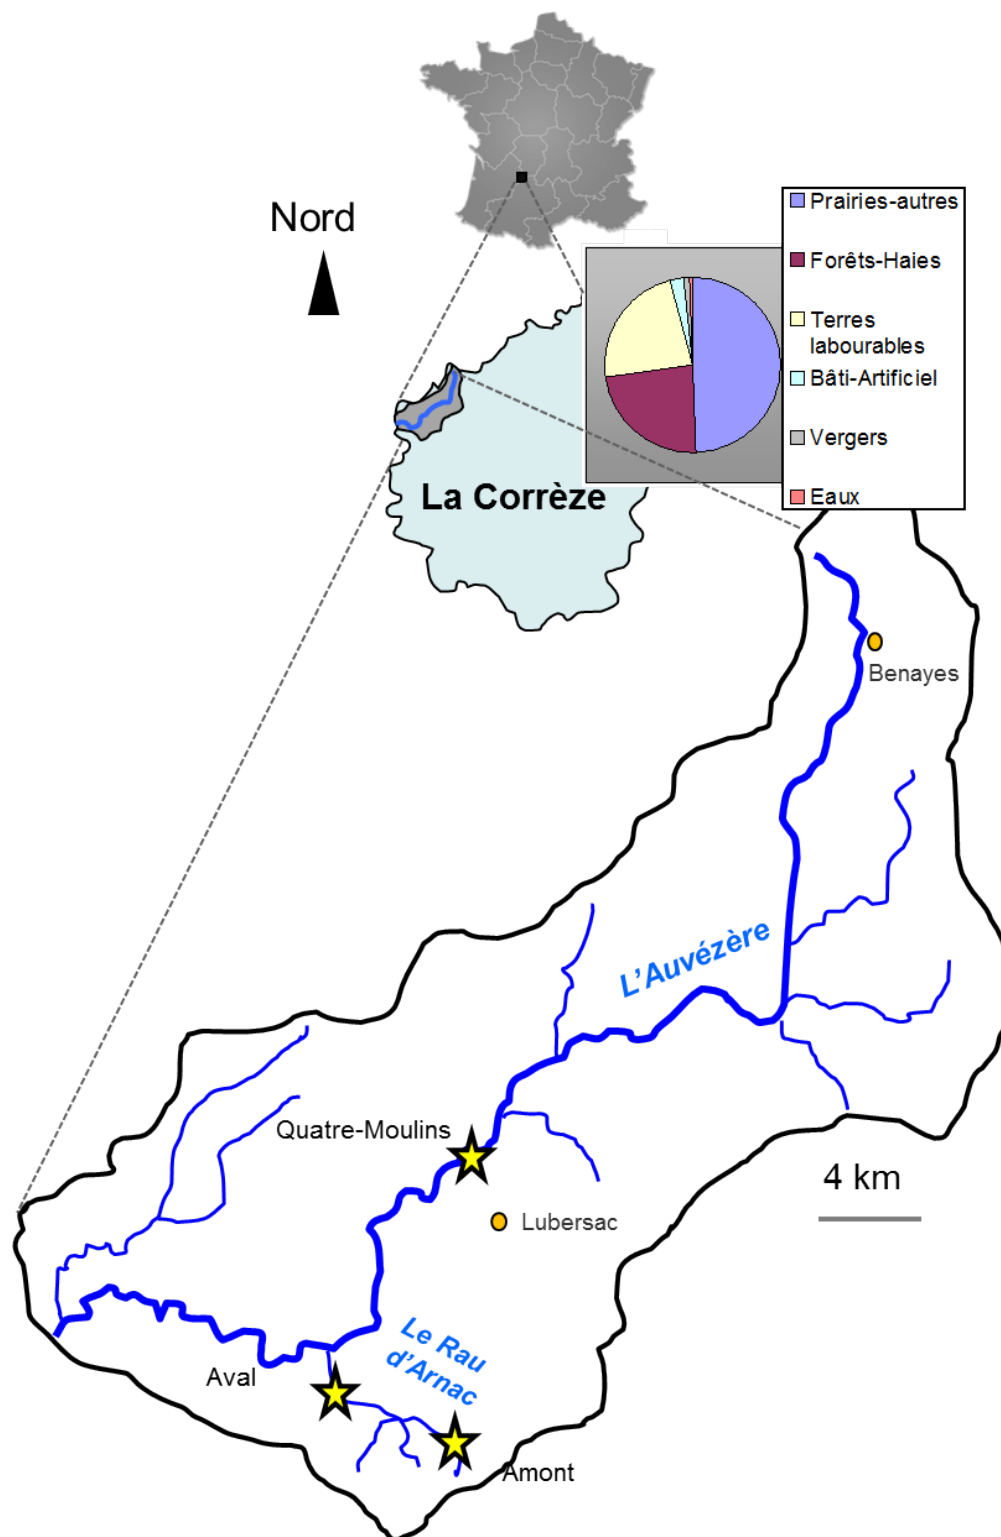 Nord
Prairies-autres
Forêts-Haies
Terres
labourables
Bâti-Artificiel
Vergers
Eaux
La Corrèze
Benayes
L'Auvézère
Quatre-Moulins
4 km
Lubersac
Le Rau
d'Arnac
Aval
Amont